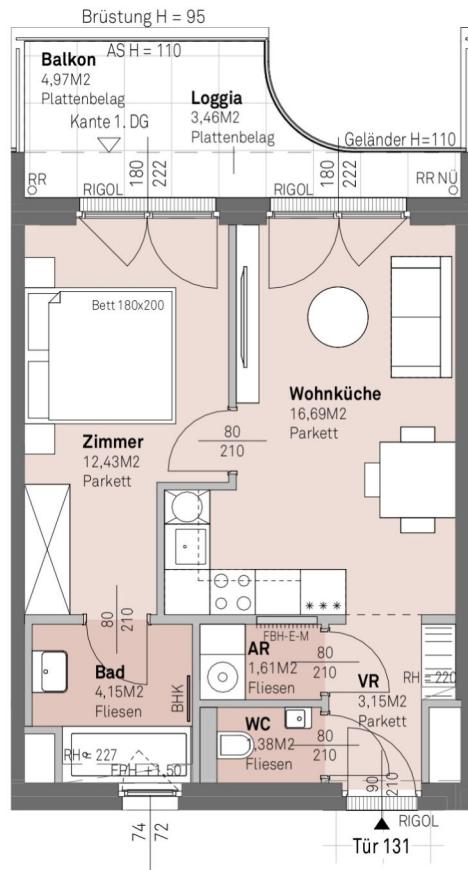 Brüstung H = 95
Balkon
AS H = 110
4,97M2
Plattenbelag
Loggia
3,46M2
Plattenbelag
Kante 1. DG
Geländer H=110
180
222
180
222
RR
RIGOL
RIGOL
RR NÜ
Bett 180x200
Wohnküche
16,69M2
Parkett
Zimmer
12,43M2
Parkett
80
210
80
210
FBH-E-M
Bad
4,15M2
Fliesen
BHK
AR
1,61M2
Fliesen
80
210
VR
3,15M2
Parkett
RH = 220
WC
,38M2
Fliesen
80
210
RH = 227
FPH +1,50
90
210
RIGOL
74
72
Tür 131